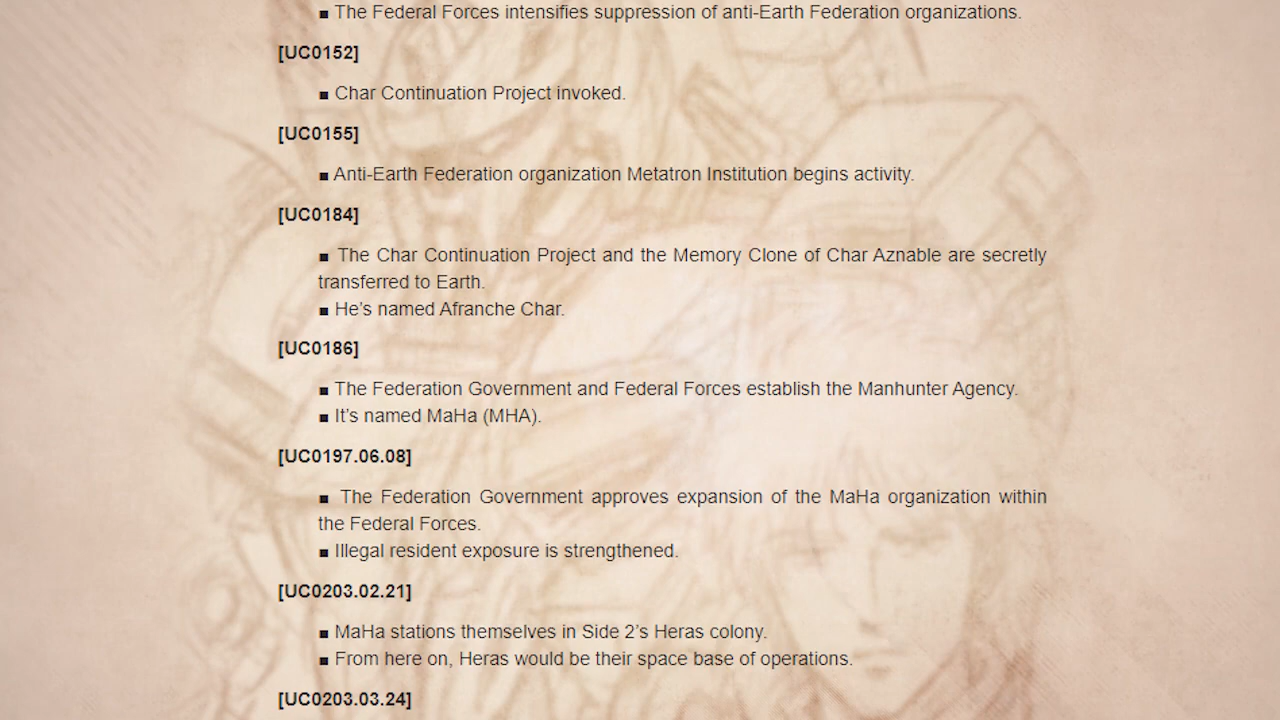 ■ The Federal Forces intensifies suppression of anti-Earth Federation organizations.
[UC0152]
■ Char Continuation Project invoked.
[UC0155]
■ Anti-Earth Federation organization Metatron Institution begins activity.
[UC0184]
■ The Char Continuation Project and the Memory Clone of Char Aznable are secretly
transferred to Earth.
■ He’s named Afranche Char.
[UC0186]
■ The Federation Government and Federal Forces establish the Manhunter Agency.
■ It’s named MaHa (MHA).
[UC0197.06.08]
■ The Federation Government approves expansion of the MaHa organization within
the Federal Forces.
■ Illegal resident exposure is strengthened.
[UC0203.02.21]
■ MaHa stations themselves in Side 2’s Heras colony.
■ From here on, Heras would be their space base of operations.
[UC0203.03.24]